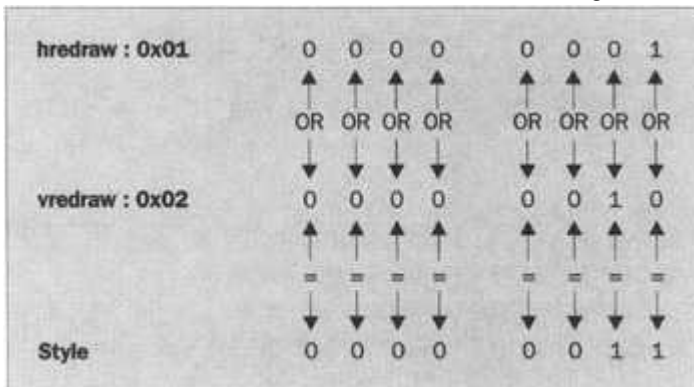 hredraw : 0x01 0 0 0 0 0 0 0 1
OR OR OR OR OR OR OR OR
vredraw : 0x02 0 0 0 0 0 0 1 0
= = = = = = = =
Style 0 0 0 0 0 0 1 1